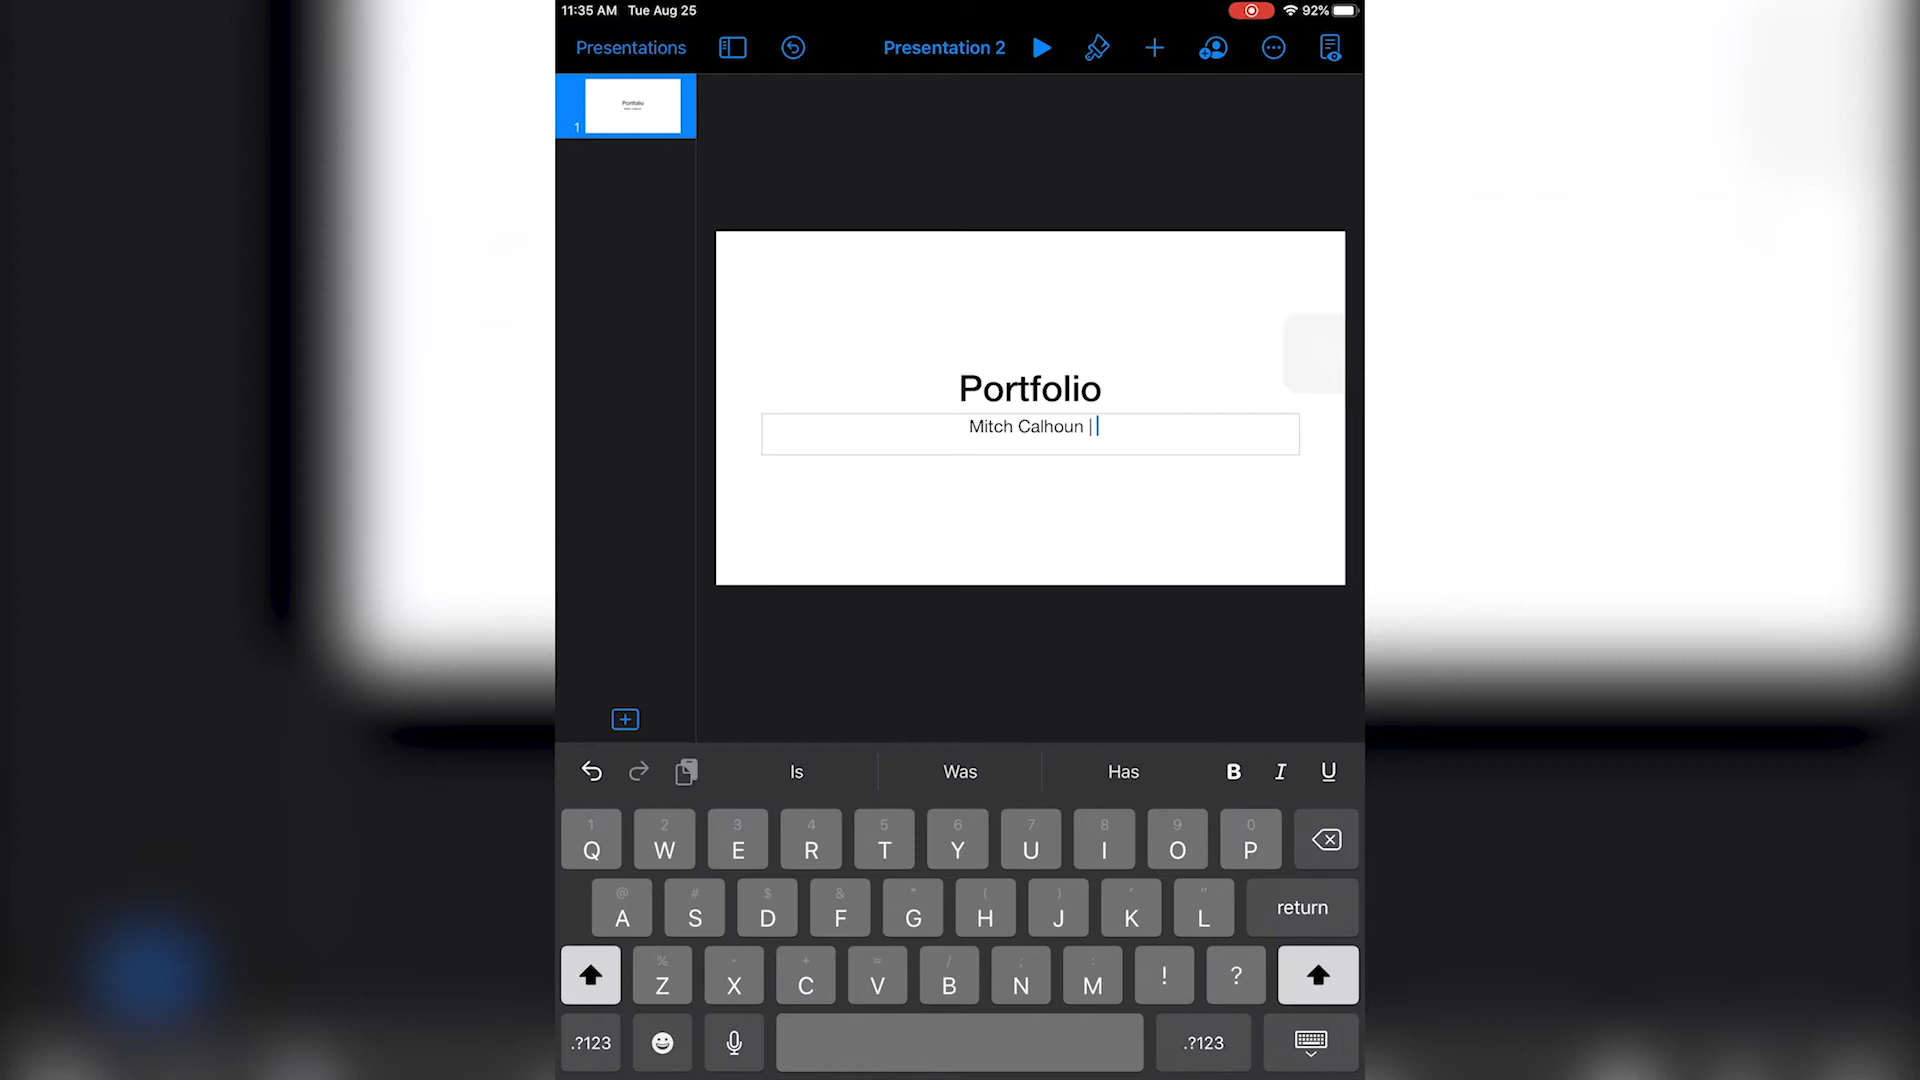 11:35 AM Tue Aug 25
92%
Presentations
Presentation 2
Portfolio
1
Portfolio
Mitch Calhoun |
Is
Was
Has
B I U
1 2 3 4 5 6 7 8 9 0
Q W E R T Y U I O P
@ # $ & * ( ) ' "
A S D F G H J K L
return
% - + = / ; :
Z X C V B N M ! ?
.?123
.?123